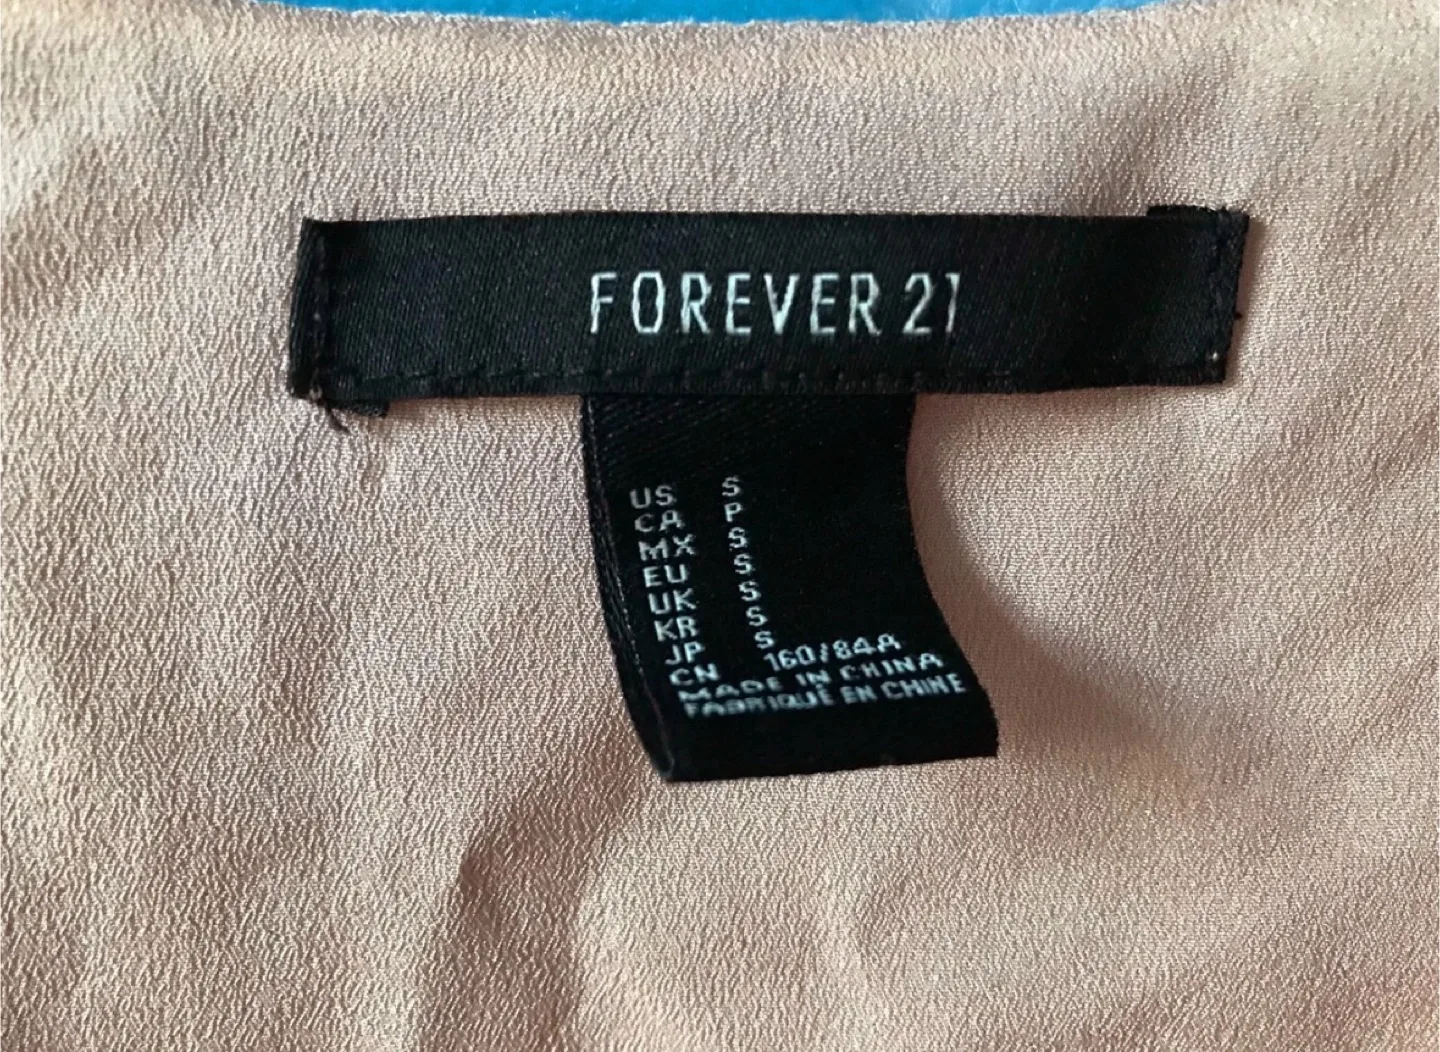 FOREVER 21
US S
CA P
MX S
EU S
UK S
KR S
JP S
CN 160/84A
MADE IN CHINA
FABRIQUÉ EN CHINE